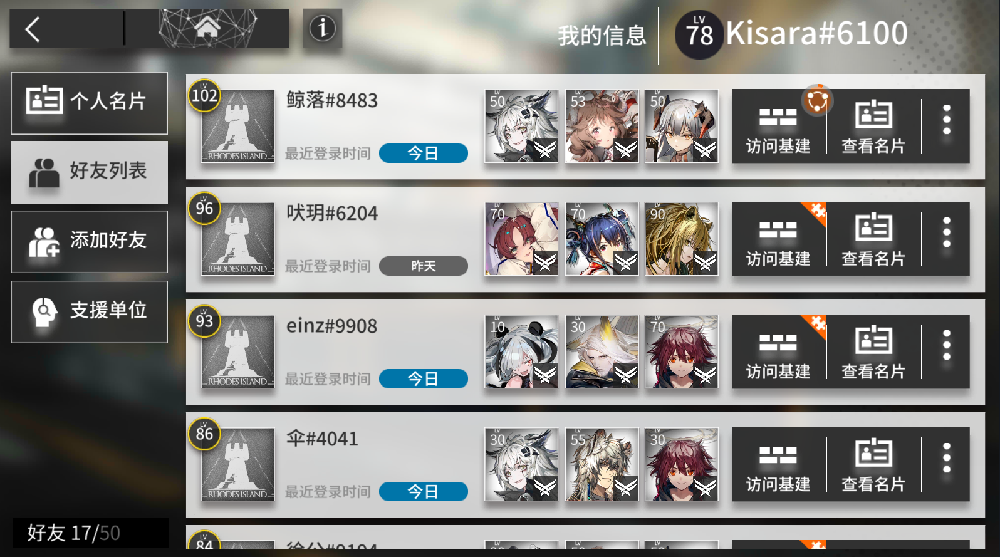 我的信息
LV
78
Kisara#6100
个人名片
好友列表
添加好友
支援单位
好友 17/50
LV
102
RHODES ISLAND
鲸落#8483
最近登录时间
今日
LV
50
LV
53
LV
50
访问基建
查看名片
LV
96
RHODES ISLAND
吠玥#6204
最近登录时间
昨天
LV
70
LV
70
LV
90
访问基建
查看名片
LV
93
RHODES ISLAND
einz#9908
最近登录时间
今日
LV
10
LV
30
LV
70
访问基建
查看名片
LV
86
RHODES ISLAND
伞#4041
最近登录时间
今日
LV
30
LV
55
LV
30
访问基建
查看名片
LV
84